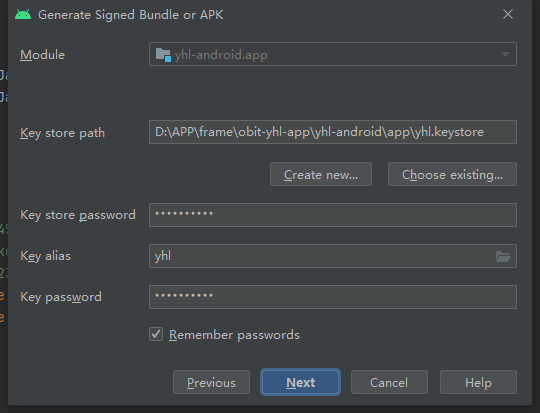 Generate Signed Bundle or APK
Module
yhl-android.app
Key store path
D:\APP\frame\obit-yhl-app\yhl-android\app\yhl.keystore
Create new...
Choose existing...
Key store password
••••••••••
Key alias
yhl
Key password
••••••••••
Remember passwords
Previous
Next
Cancel
Help